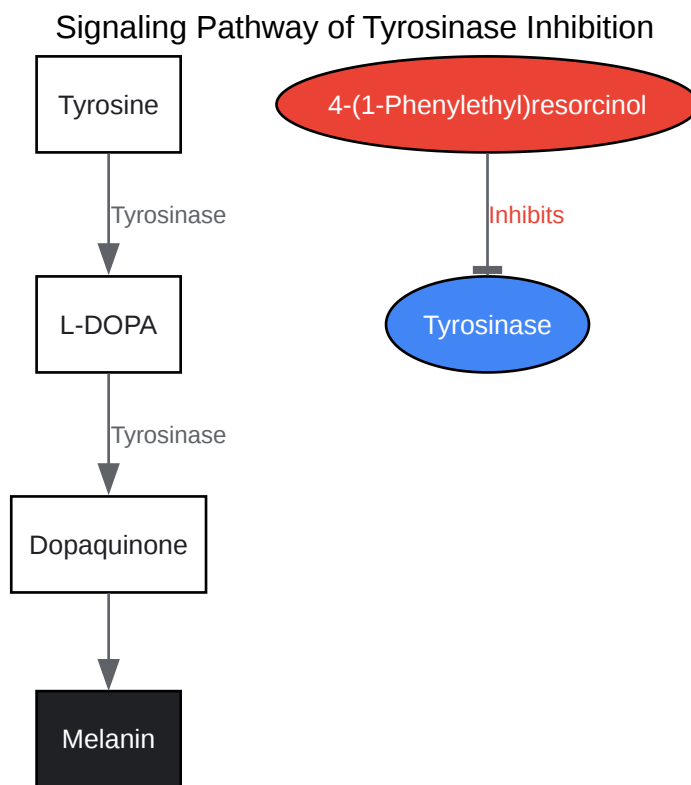 Signaling Pathway of Tyrosinase Inhibition
Tyrosine
4-(1-Phenylethyl)resorcinol
Tyrosinase
Inhibits
L-DOPA
Tyrosinase
Tyrosinase
Dopaquinone
Melanin